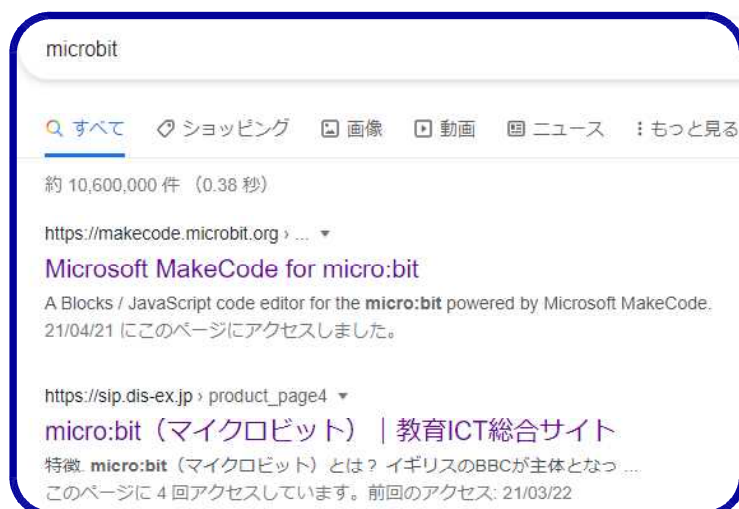 microbit
すべて ショッピング 画像 動画 ニュース もっと見る
約 10,600,000 件 （0.38 秒）
https://makecode.microbit.org › ...
Microsoft MakeCode for micro:bit
A Blocks / JavaScript code editor for the micro:bit powered by Microsoft MakeCode.
21/04/21 にこのページにアクセスしました。
https://sip.dis-ex.jp › product_page4
micro:bit（マイクロビット）｜教育ICT総合サイト
特徴. micro:bit（マイクロビット）とは？ イギリスのBBCが主体となっ ...
このページに 4 回アクセスしています。前回のアクセス: 21/03/22